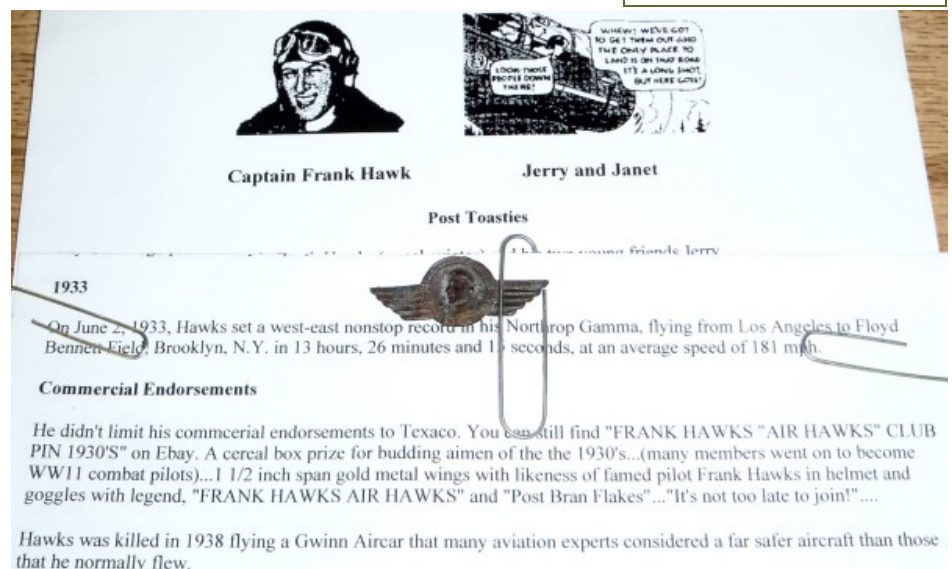 WHEW! WE'VE GOT
TO GET THEM OUT AND
THE ONLY PLACE TO
LAND IS ON THAT ROAD
IT'S A LONG SHOT,
BUT HERE GOES!
LOOK-THOSE
PEOPLE DOWN
THERE!
Captain Frank Hawk
Jerry and Janet
Post Toasties
two young friends Jerry
1933
On June 2, 1933, Hawks set a west-east nonstop record in his Northrop Gamma, flying from Los Angeles to Floyd
Bennett Field, Brooklyn, N.Y. in 13 hours, 26 minutes and 15 seconds, at an average speed of 181 mph.
Commercial Endorsements
He didn't limit his commcerial endorsements to Texaco. You can still find "FRANK HAWKS "AIR HAWKS" CLUB
PIN 1930'S" on Ebay. A cereal box prize for budding aimen of the the 1930's...(many members went on to become
WW11 combat pilots)...1 1/2 inch span gold metal wings with likeness of famed pilot Frank Hawks in helmet and
goggles with legend, "FRANK HAWKS AIR HAWKS" and "Post Bran Flakes"..."It's not too late to join!"....
Hawks was killed in 1938 flying a Gwinn Aircar that many aviation experts considered a far safer aircraft than those
that he normally flew.